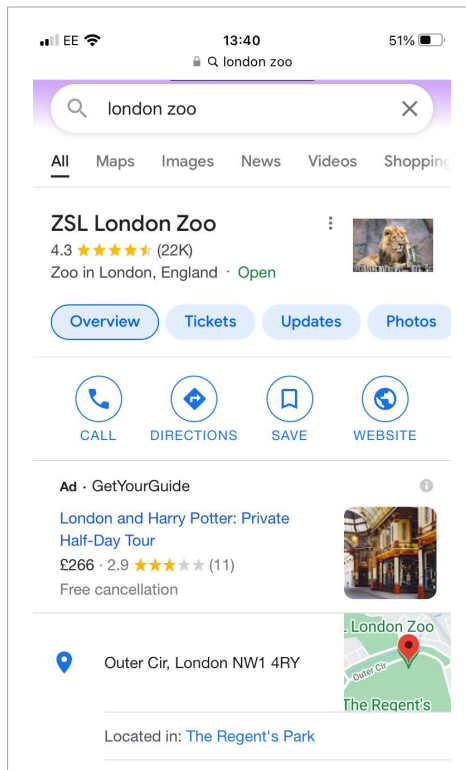 EE 13:40 51%
london zoo
london zoo
All Maps Images News Videos Shopping
ZSL London Zoo
4.3 (22K)
Zoo in London, England · Open
Overview Tickets Updates Photos
CALL DIRECTIONS SAVE WEBSITE
Ad · GetYourGuide
London and Harry Potter: Private
Half-Day Tour
£266 · 2.9 (11)
Free cancellation
L London Zoo
Outer Cir, London NW1 4RY
Outer Cir
The Regent's
Located in: The Regent's Park